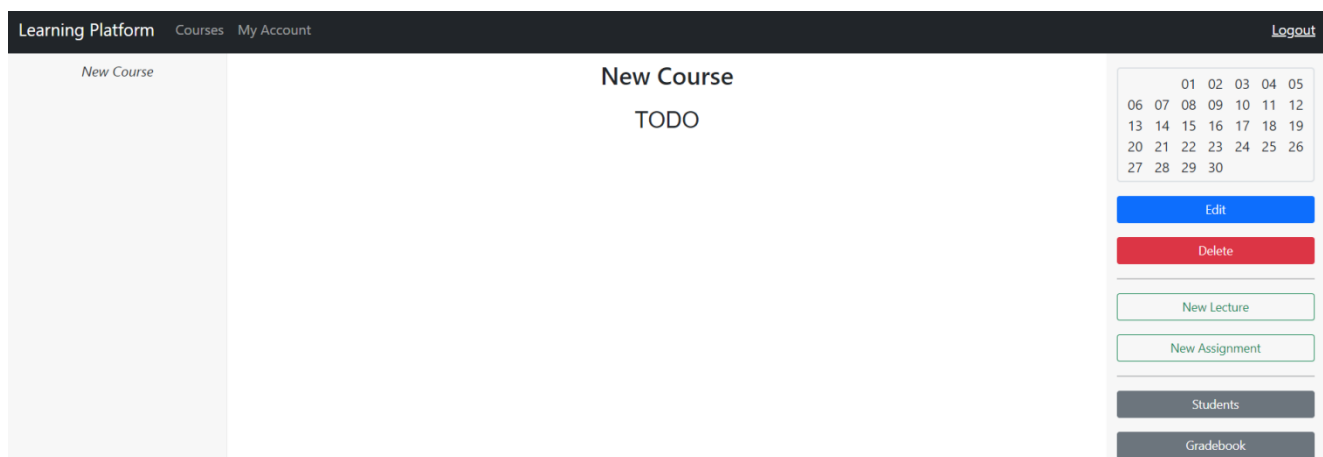 Learning Platform Courses My Account Logout
New Course
New Course
TODO
01 02 03 04 05
06 07 08 09 10 11 12
13 14 15 16 17 18 19
20 21 22 23 24 25 26
27 28 29 30
Edit
Delete
New Lecture
New Assignment
Students
Gradebook